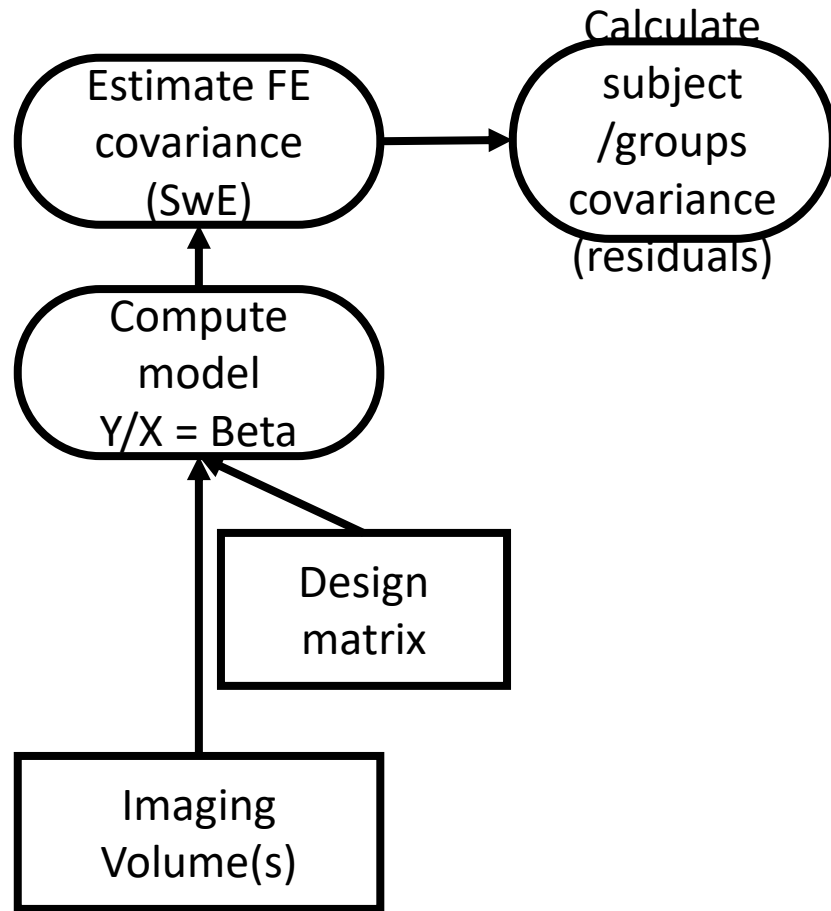 Estimate FE
covariance
(SwE)
Calculate
subject
/groups
covariance
(residuals)
Compute
model
Y/X = Beta
Design
matrix
Imaging
Volume(s)